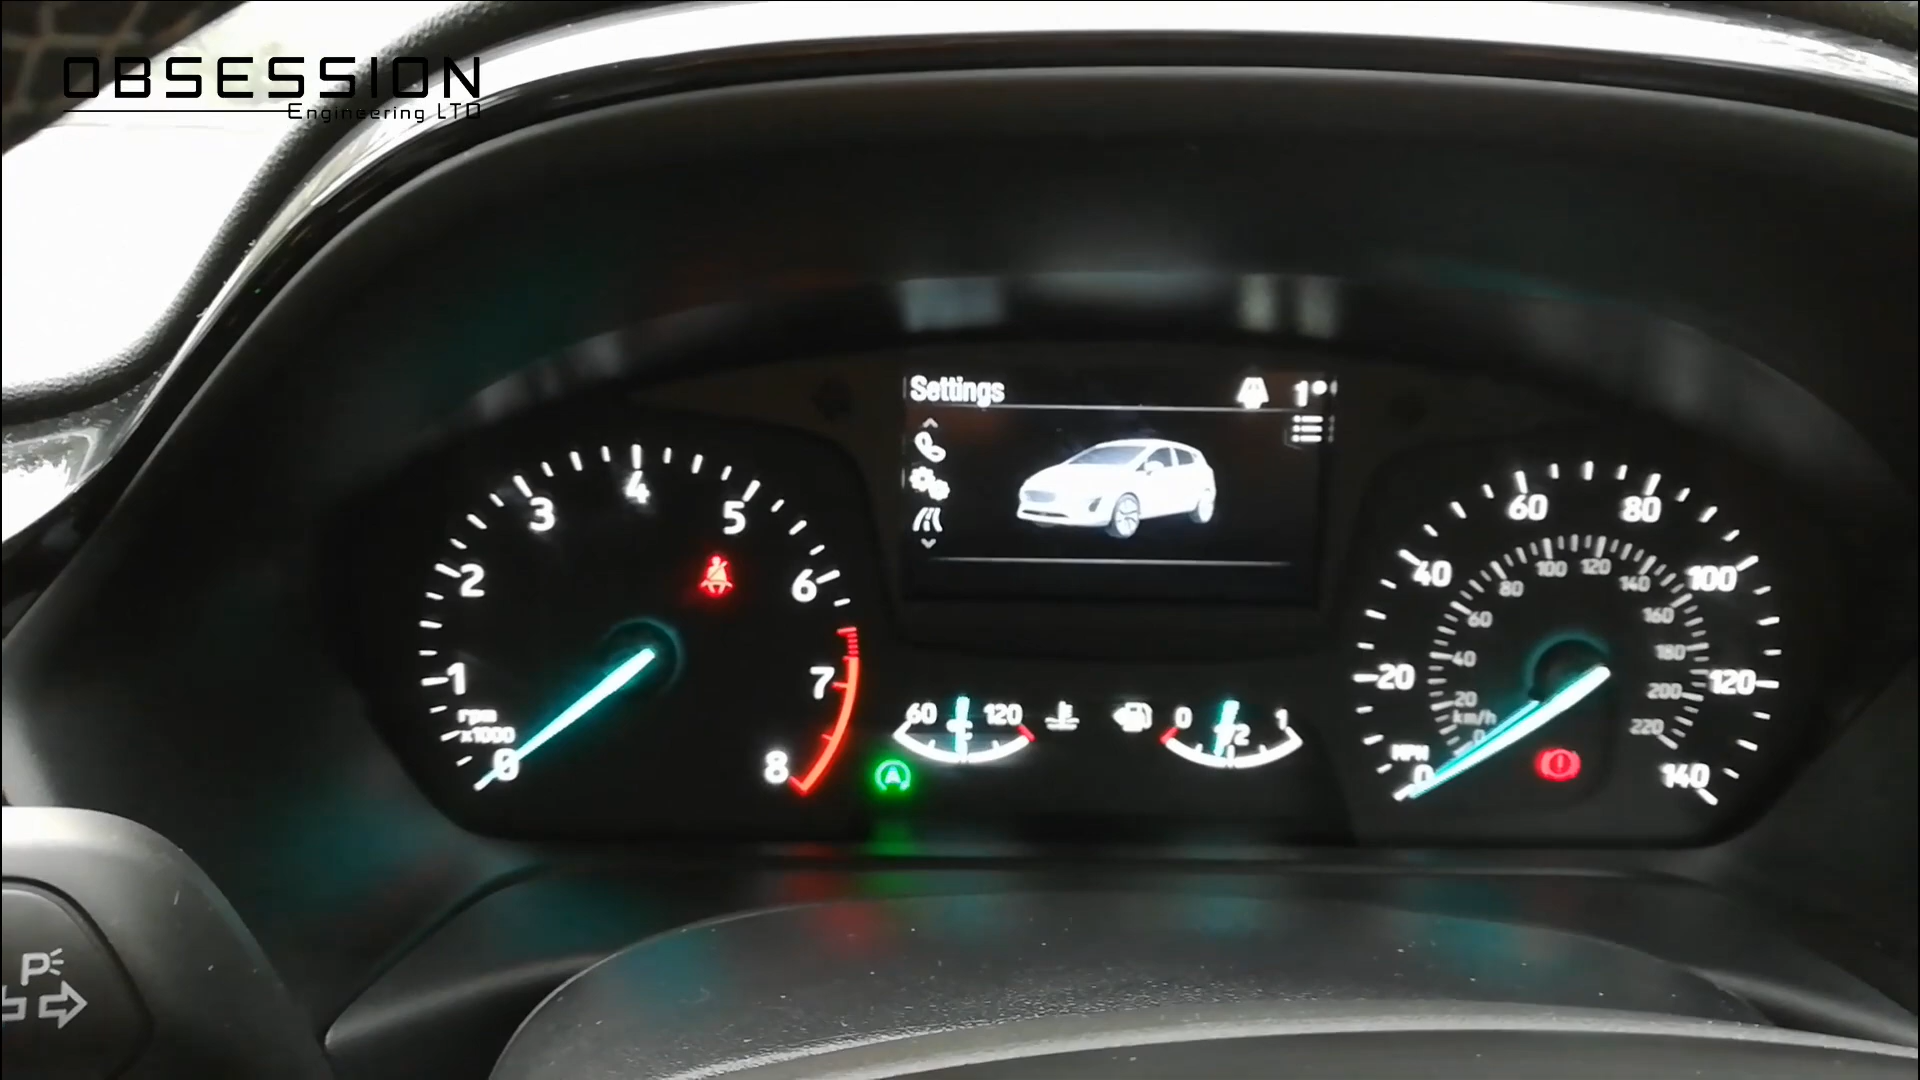 OBSESSION
Engineering LTD
Settings
1°
4
3
5
2
6
1
7
rpm
x1000
0
8
60 °C 120
0 1/2 1
A
60 80
40 100
20 120
MPH
0 140
80 100 120 140
60 160
40 180
20 200
km/h 220
0
P